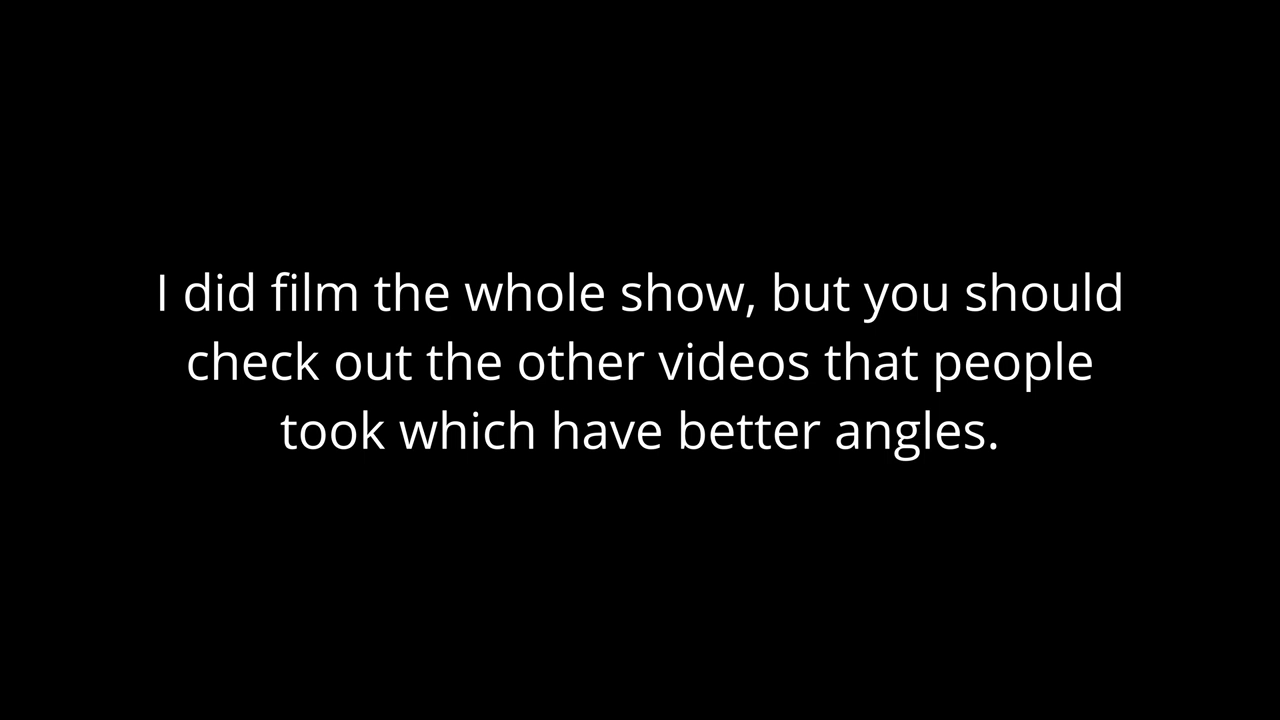 I did film the whole show, but you should
check out the other videos that people
took which have better angles.